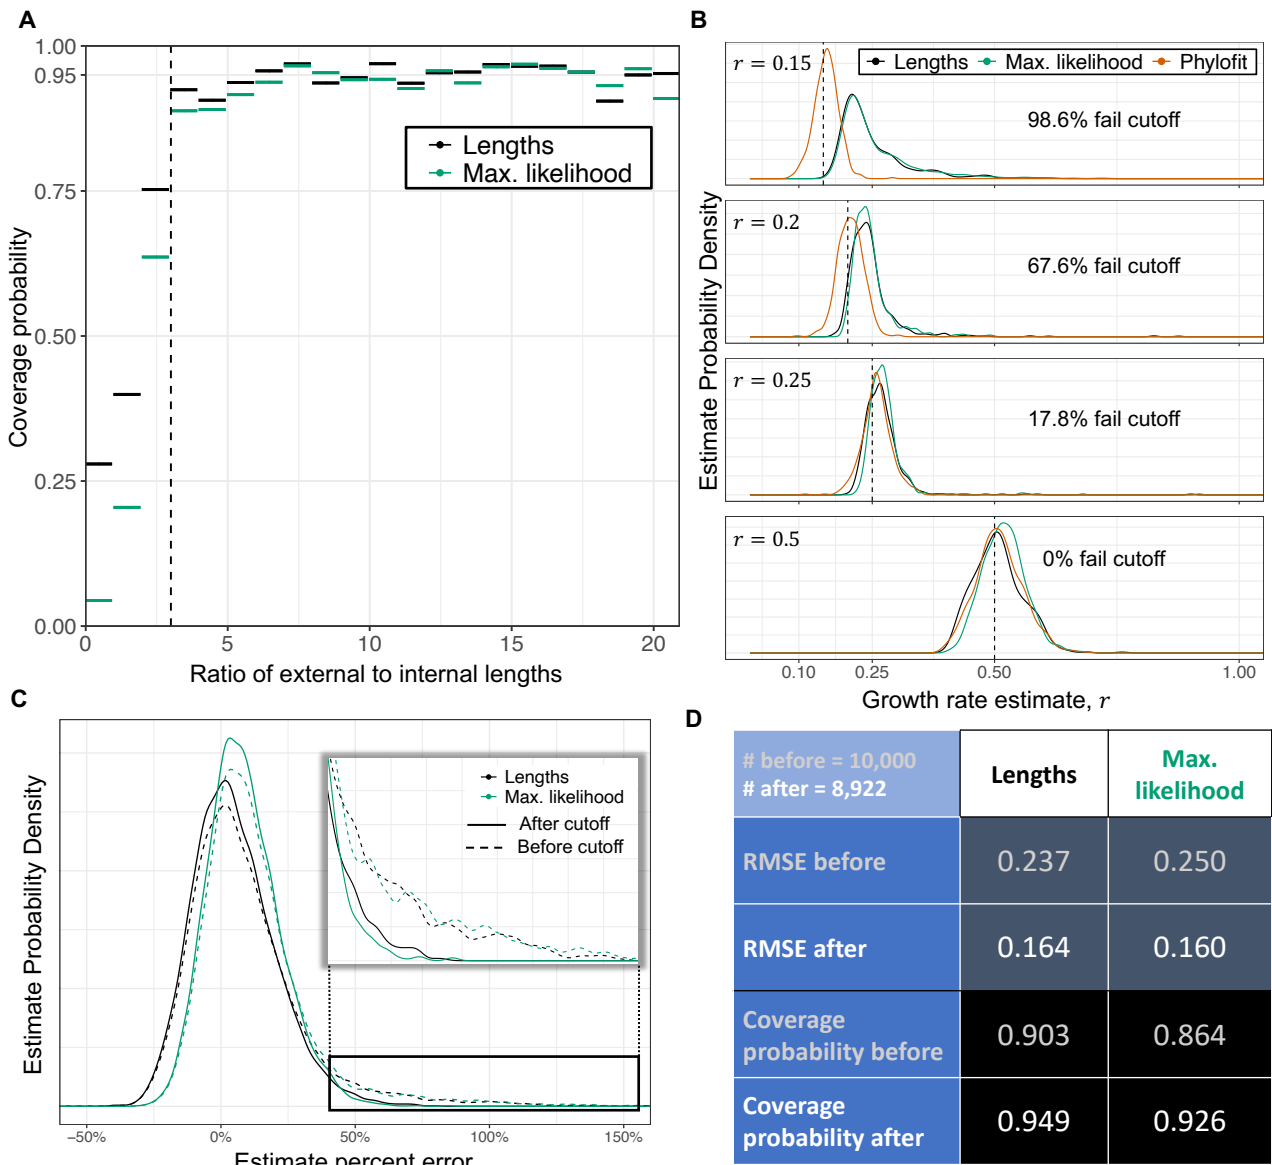 A
1.00
0.95
0.75
0.50
0.25
0.00
Coverage probability
Lengths
Max. likelihood
0
5
10
15
20
Ratio of external to internal lengths
B
Estimate Probability Density
r = 0.15
Lengths
Max. likelihood
Phylofit
98.6% fail cutoff
r = 0.2
67.6% fail cutoff
r = 0.25
17.8% fail cutoff
r = 0.5
0% fail cutoff
0.10
0.25
0.50
1.00
Growth rate estimate, r
C
Estimate Probability Density
Lengths
Max. likelihood
After cutoff
Before cutoff
−50%
0%
50%
100%
150%
Estimate percent error
D
# before = 10,000
# after = 8,922
Lengths
Max.
likelihood
RMSE before
0.237
0.250
RMSE after
0.164
0.160
Coverage
probability before
0.903
0.864
Coverage
probability after
0.949
0.926